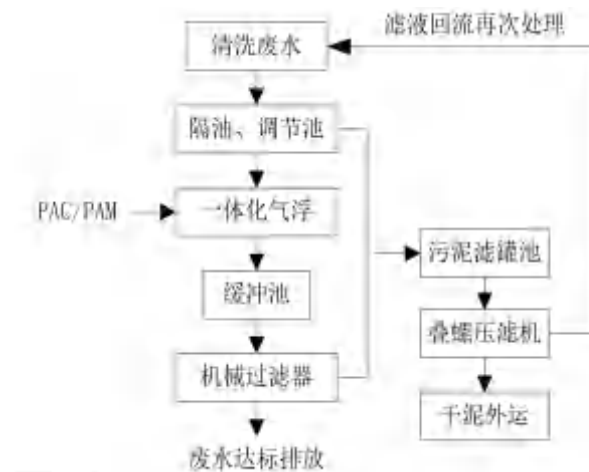 滤液回流再次处理
清洗废水
隔油、调节池
PAC/PAM
一体化气浮
污泥滤罐池
缓冲池
叠螺压滤机
机械过滤器
干泥外运
废水达标排放